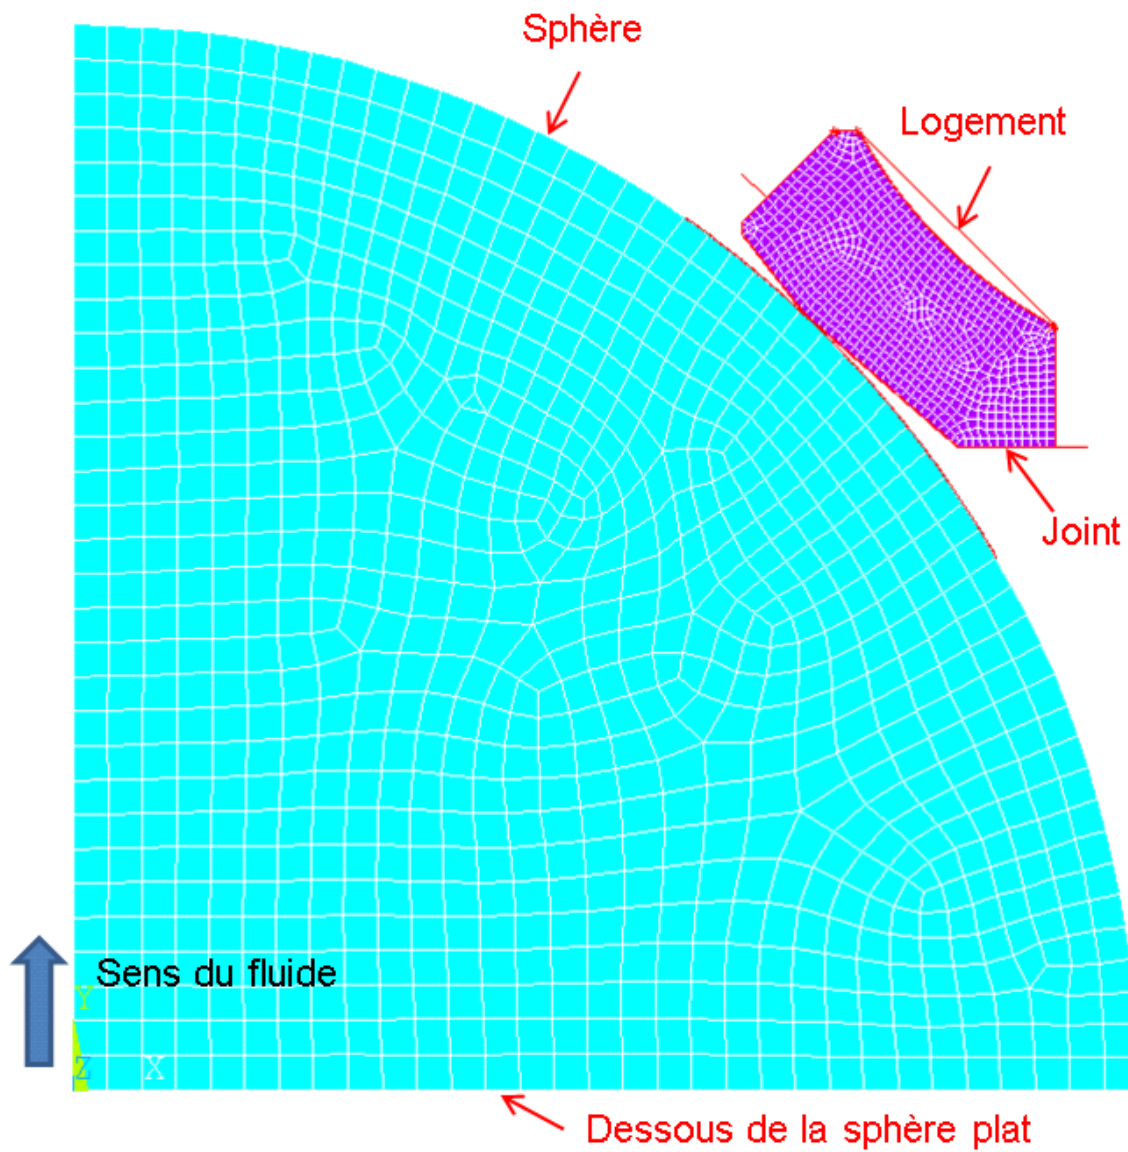 Sphère
Logement
Joint
Sens du fluide
Y
Z X
Dessous de la sphère plat